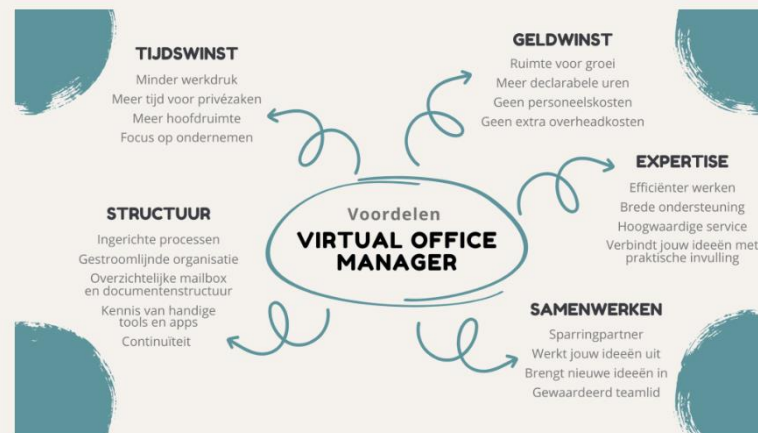 TIJDSWINST
Minder werkdruk
Meer tijd voor privézaken
Meer hoofdruimte
Focus op ondernemen
GELDWINST
Ruimte voor groei
Meer declarabele uren
Geen personeelskosten
Geen extra overheadkosten
EXPERTISE
Efficiënter werken
Brede ondersteuning
Hoogwaardige service
Verbindt jouw ideeën met
praktische invulling
Voordelen
VIRTUAL OFFICE
MANAGER
STRUCTUUR
Ingerichte processen
Gestroomlijnde organisatie
Overzichtelijke mailbox
en documentenstructuur
Kennis van handige
tools en apps
Continuïteit
SAMENWERKEN
Sparringpartner
Werkt jouw ideeën uit
Brengt nieuwe ideeën in
Gewaardeerd teamlid